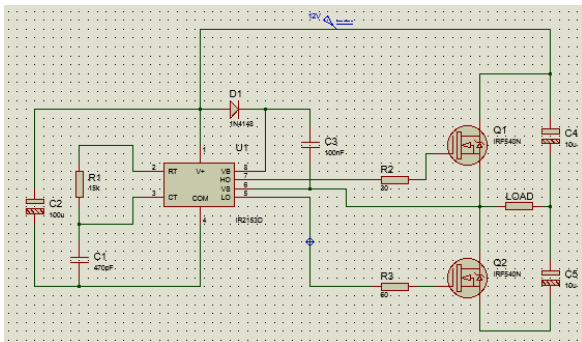 12V
D1
1N4148
U1
C3
100nF
Q1
IRF540N
C4
10u
1
2
RT
V+
VB
8
HO
7
R2
30
R1
15k
3
CT
COM
VB
6
LO
5
LOAD
C2
100u
4
IR2153D
C1
470pF
R3
60
Q2
IRF540N
C5
10u